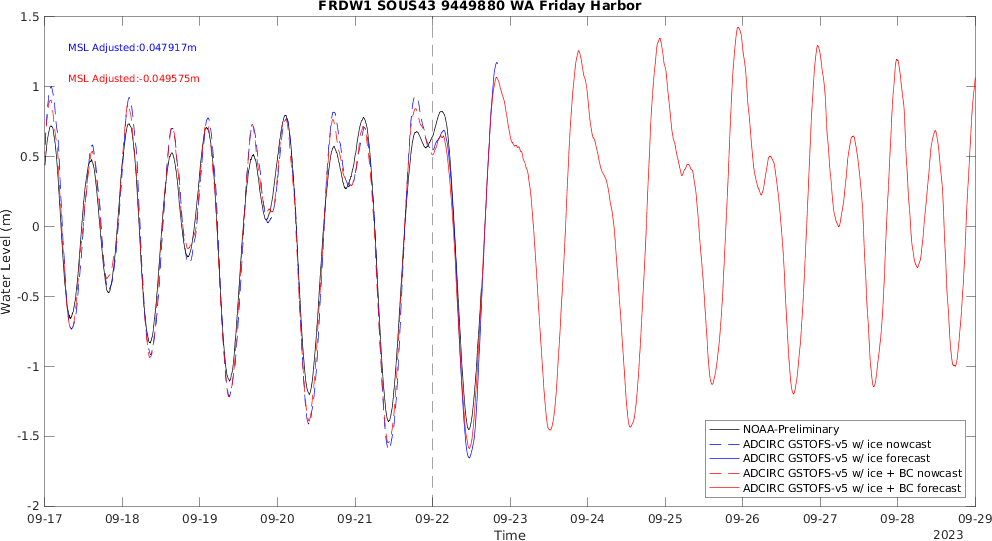 FRDW1 SOUS43 9449880 WA Friday Harbor
MSL Adjusted:0.047917m
MSL Adjusted:-0.049575m
Water Level (m)
1.5
1
0.5
0
-0.5
-1
-1.5
-2
NOAA-Preliminary
ADCIRC GSTOFS-v5 w/ ice nowcast
ADCIRC GSTOFS-v5 w/ ice forecast
ADCIRC GSTOFS-v5 w/ ice + BC nowcast
ADCIRC GSTOFS-v5 w/ ice + BC forecast
09-17 09-18 09-19 09-20 09-21 09-22 09-23 09-24 09-25 09-26 09-27 09-28 09-29
Time
2023